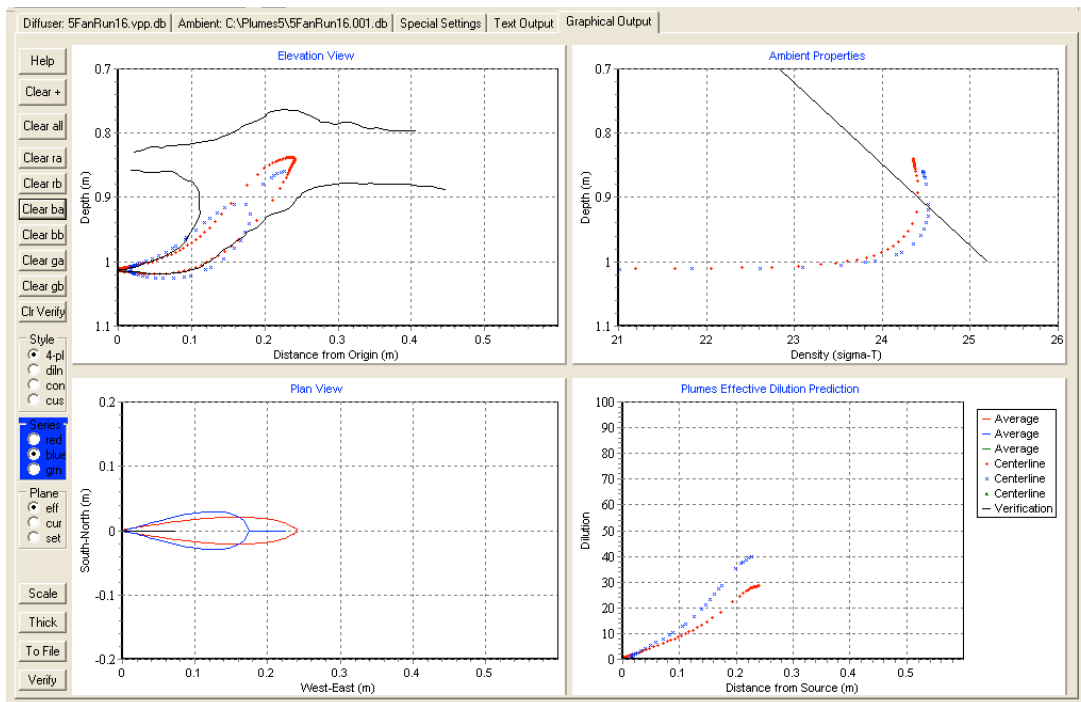 Diffuser: 5FanRun16.vpp.db
Ambient: C:\Plumes5\5FanRun16.001.db
Special Settings
Text Output
Graphical Output
Help
Clear +
Clear all
Clear ra
Clear rb
Clear ba
Clear bb
Clear ga
Clear gb
Clr Verify
Style
4-pl
diln
con
cus
Series
red
blue
grn
Plane
eff
cur
set
Scale
Thick
To File
Verify
Elevation View
0.7
0.8
0.9
1
1.1
Depth (m)
0 0.1 0.2 0.3 0.4 0.5
Distance from Origin (m)
Ambient Properties
0.7
0.8
0.9
1
1.1
Depth (m)
21 22 23 24 25 26
Density (sigma-T)
Plan View
0.2
0.1
0
-0.1
-0.2
South-North (m)
0 0.1 0.2 0.3 0.4 0.5
West-East (m)
Plumes Effective Dilution Prediction
100
90
80
70
60
50
40
30
20
10
0
Dilution
0 0.1 0.2 0.3 0.4 0.5
Distance from Source (m)
Average
Average
Average
Centerline
Centerline
Centerline
Verification